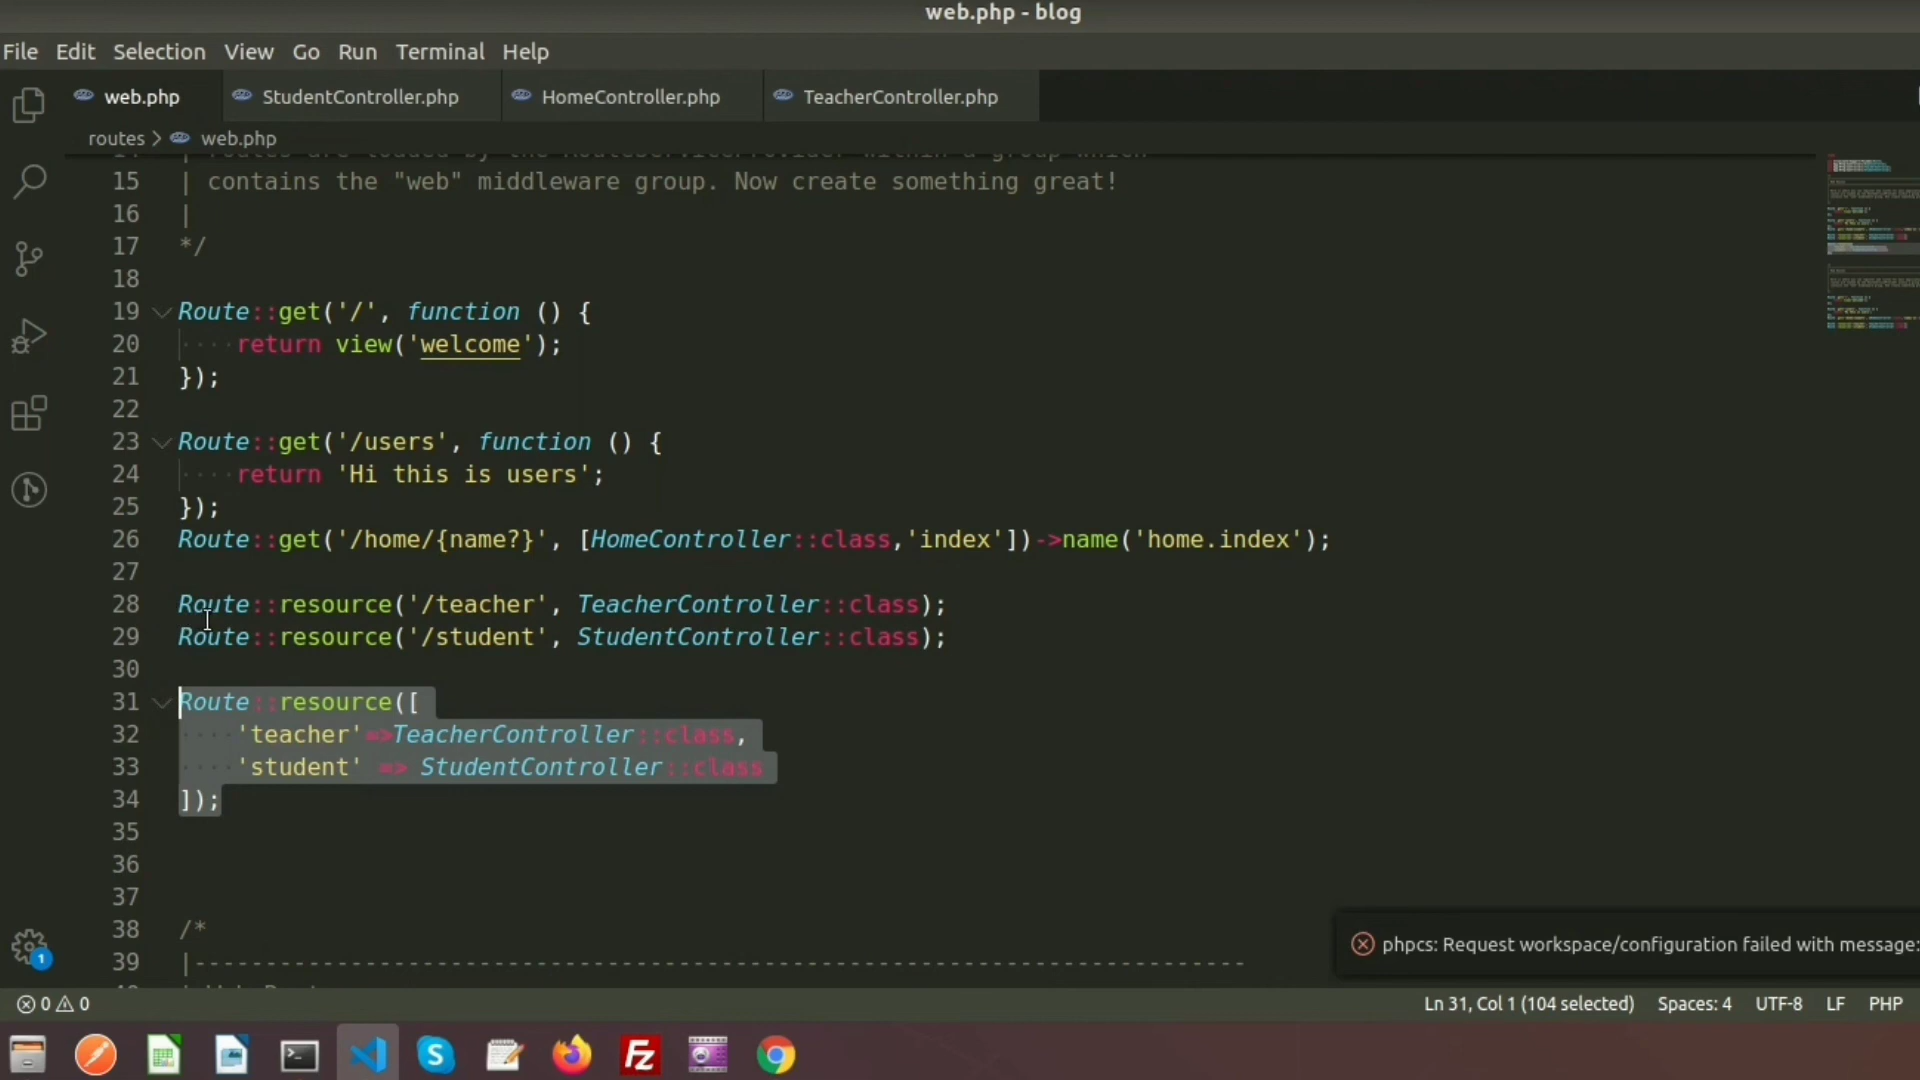 web.php - blog
File Edit Selection View Go Run Terminal Help
web.php StudentController.php HomeController.php TeacherController.php
routes > web.php
15 | contains the "web" middleware group. Now create something great!
16 |
17 */
18
19 Route::get('/', function () {
20 ····return view('welcome');
21 });
22
23 Route::get('/users', function () {
24 ····return 'Hi this is users';
25 });
26 Route::get('/home/{name?}', [HomeController::class,'index'])->name('home.index');
27
28 Route::resource('/teacher', TeacherController::class);
29 Route::resource('/student', StudentController::class);
30
31 Route::resource([
32 ····'teacher'=>TeacherController::class,
33 ····'student' => StudentController::class
34 ]);
35
36
37
38 /*
39 |--------------------------------------------------------------------------
phpcs: Request workspace/configuration failed with message:
1
0 0 Ln 31, Col 1 (104 selected) Spaces: 4 UTF-8 LF PHP
S Fz